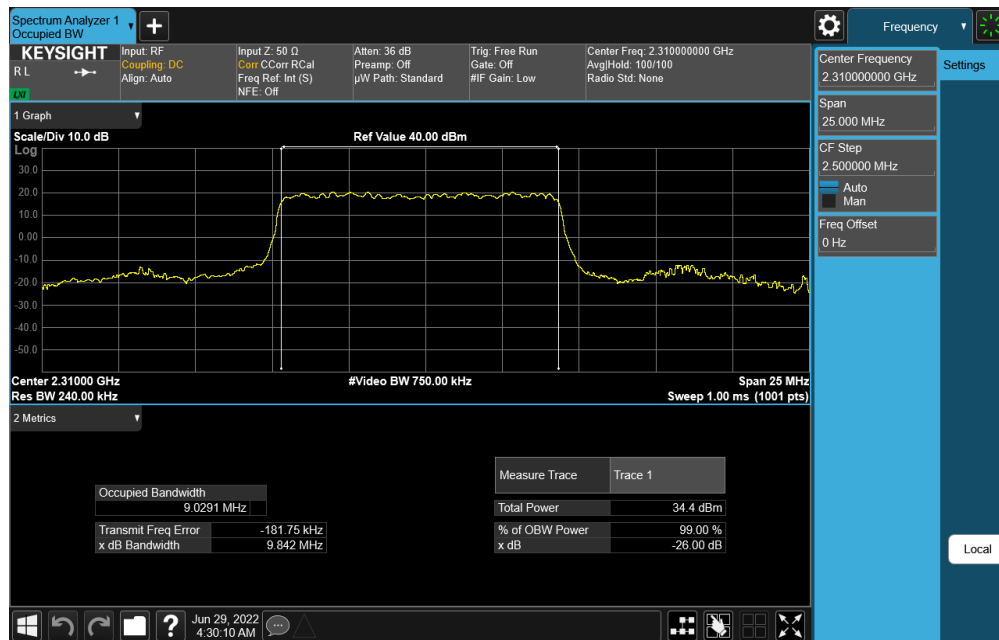 Spectrum Analyzer 1
Occupied BW
Frequency
KEYSIGHT
R L
LXI
Input: RF
Coupling: DC
Align: Auto
Input Z: 50 Ω
Corr CCorr RCal
Freq Ref: Int (S)
NFE: Off
Atten: 36 dB
Preamp: Off
µW Path: Standard
Trig: Free Run
Gate: Off
#IF Gain: Low
Center Freq: 2.310000000 GHz
Avg|Hold: 100/100
Radio Std: None
Center Frequency
2.310000000 GHz
Settings
Span
25.000 MHz
CF Step
2.500000 MHz
Auto
Man
Freq Offset
0 Hz
Local
1 Graph
Scale/Div 10.0 dB
Ref Value 40.00 dBm
Log
30.0
20.0
10.0
0.00
-10.0
-20.0
-30.0
-40.0
-50.0
Center 2.31000 GHz
#Video BW 750.00 kHz
Span 25 MHz
Res BW 240.00 kHz
Sweep 1.00 ms (1001 pts)
2 Metrics
Measure Trace
Trace 1
Occupied Bandwidth
9.0291 MHz
Total Power
34.4 dBm
Transmit Freq Error
-181.75 kHz
% of OBW Power
99.00 %
x dB Bandwidth
9.842 MHz
x dB
-26.00 dB
?
Jun 29, 2022
4:30:10 AM